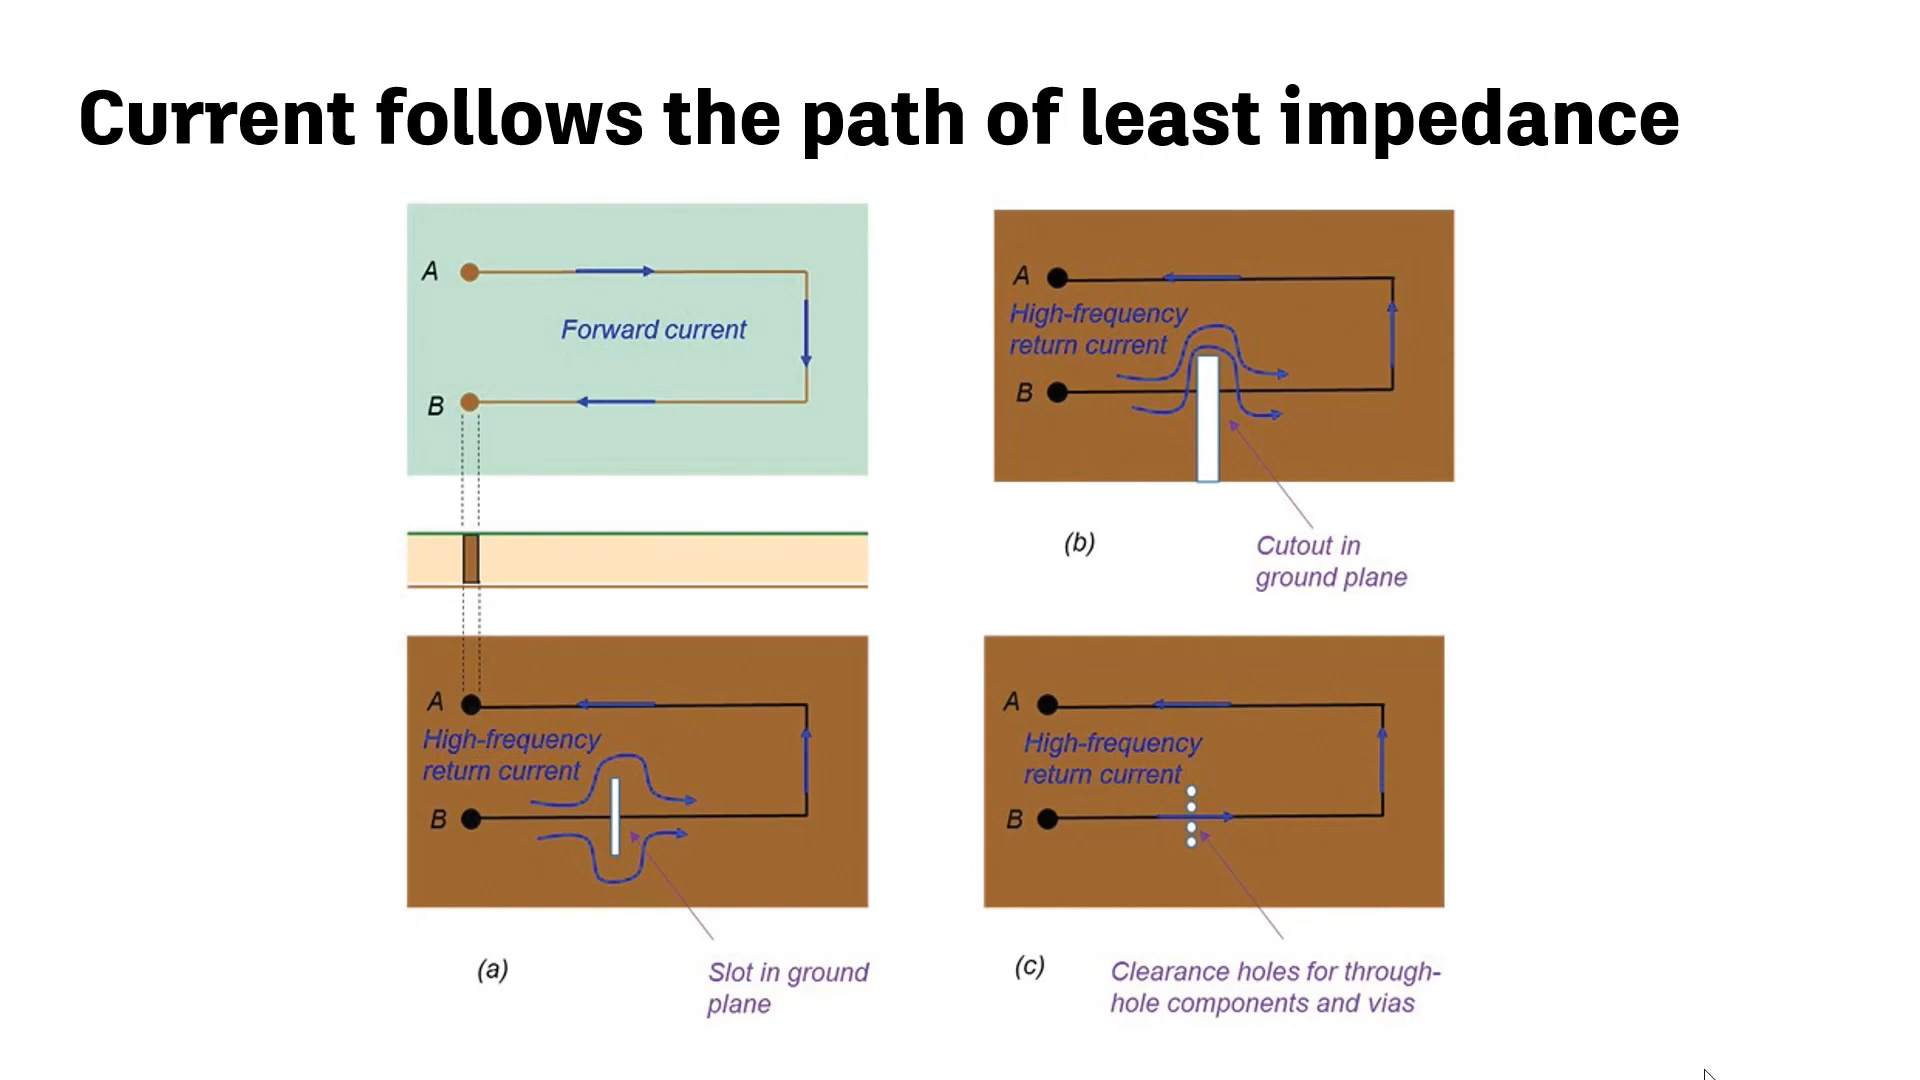 Current follows the path of least impedance
A
Forward current
B
A
High-frequency
return current
B
(a)
Slot in ground
plane
A
High-frequency
return current
B
(b)
Cutout in
ground plane
A
High-frequency
return current
B
(c)
Clearance holes for through-
hole components and vias